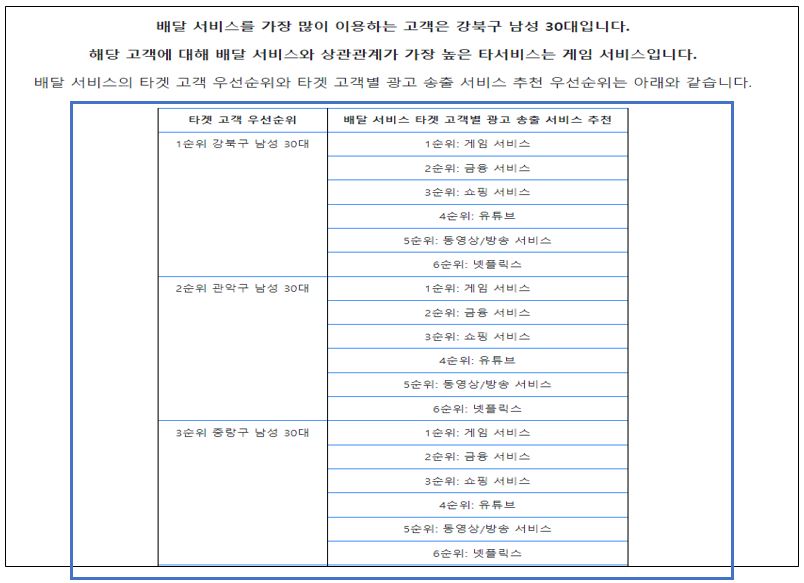 배달 서비스를 가장 많이 이용하는 고객은 강북구 남성 30대입니다.
해당 고객에 대해 배달 서비스와 상관관계가 가장 높은 타서비스는 게임 서비스입니다.
배달 서비스의 타겟 고객 우선순위와 타겟 고객별 광고 송출 서비스 추천 우선순위는 아래와 같습니다.
타겟 고객 우선순위 배달 서비스 타겟 고객별 광고 송출 서비스 추천
1순위 강북구 남성 30대 1순위: 게임 서비스
2순위: 금융 서비스
3순위: 쇼핑 서비스
4순위: 유튜브
5순위: 동영상/방송 서비스
6순위: 넷플릭스
2순위 관악구 남성 30대 1순위: 게임 서비스
2순위: 금융 서비스
3순위: 쇼핑 서비스
4순위: 유튜브
5순위: 동영상/방송 서비스
6순위: 넷플릭스
3순위 중랑구 남성 30대 1순위: 게임 서비스
2순위: 금융 서비스
3순위: 쇼핑 서비스
4순위: 유튜브
5순위: 동영상/방송 서비스
6순위: 넷플릭스